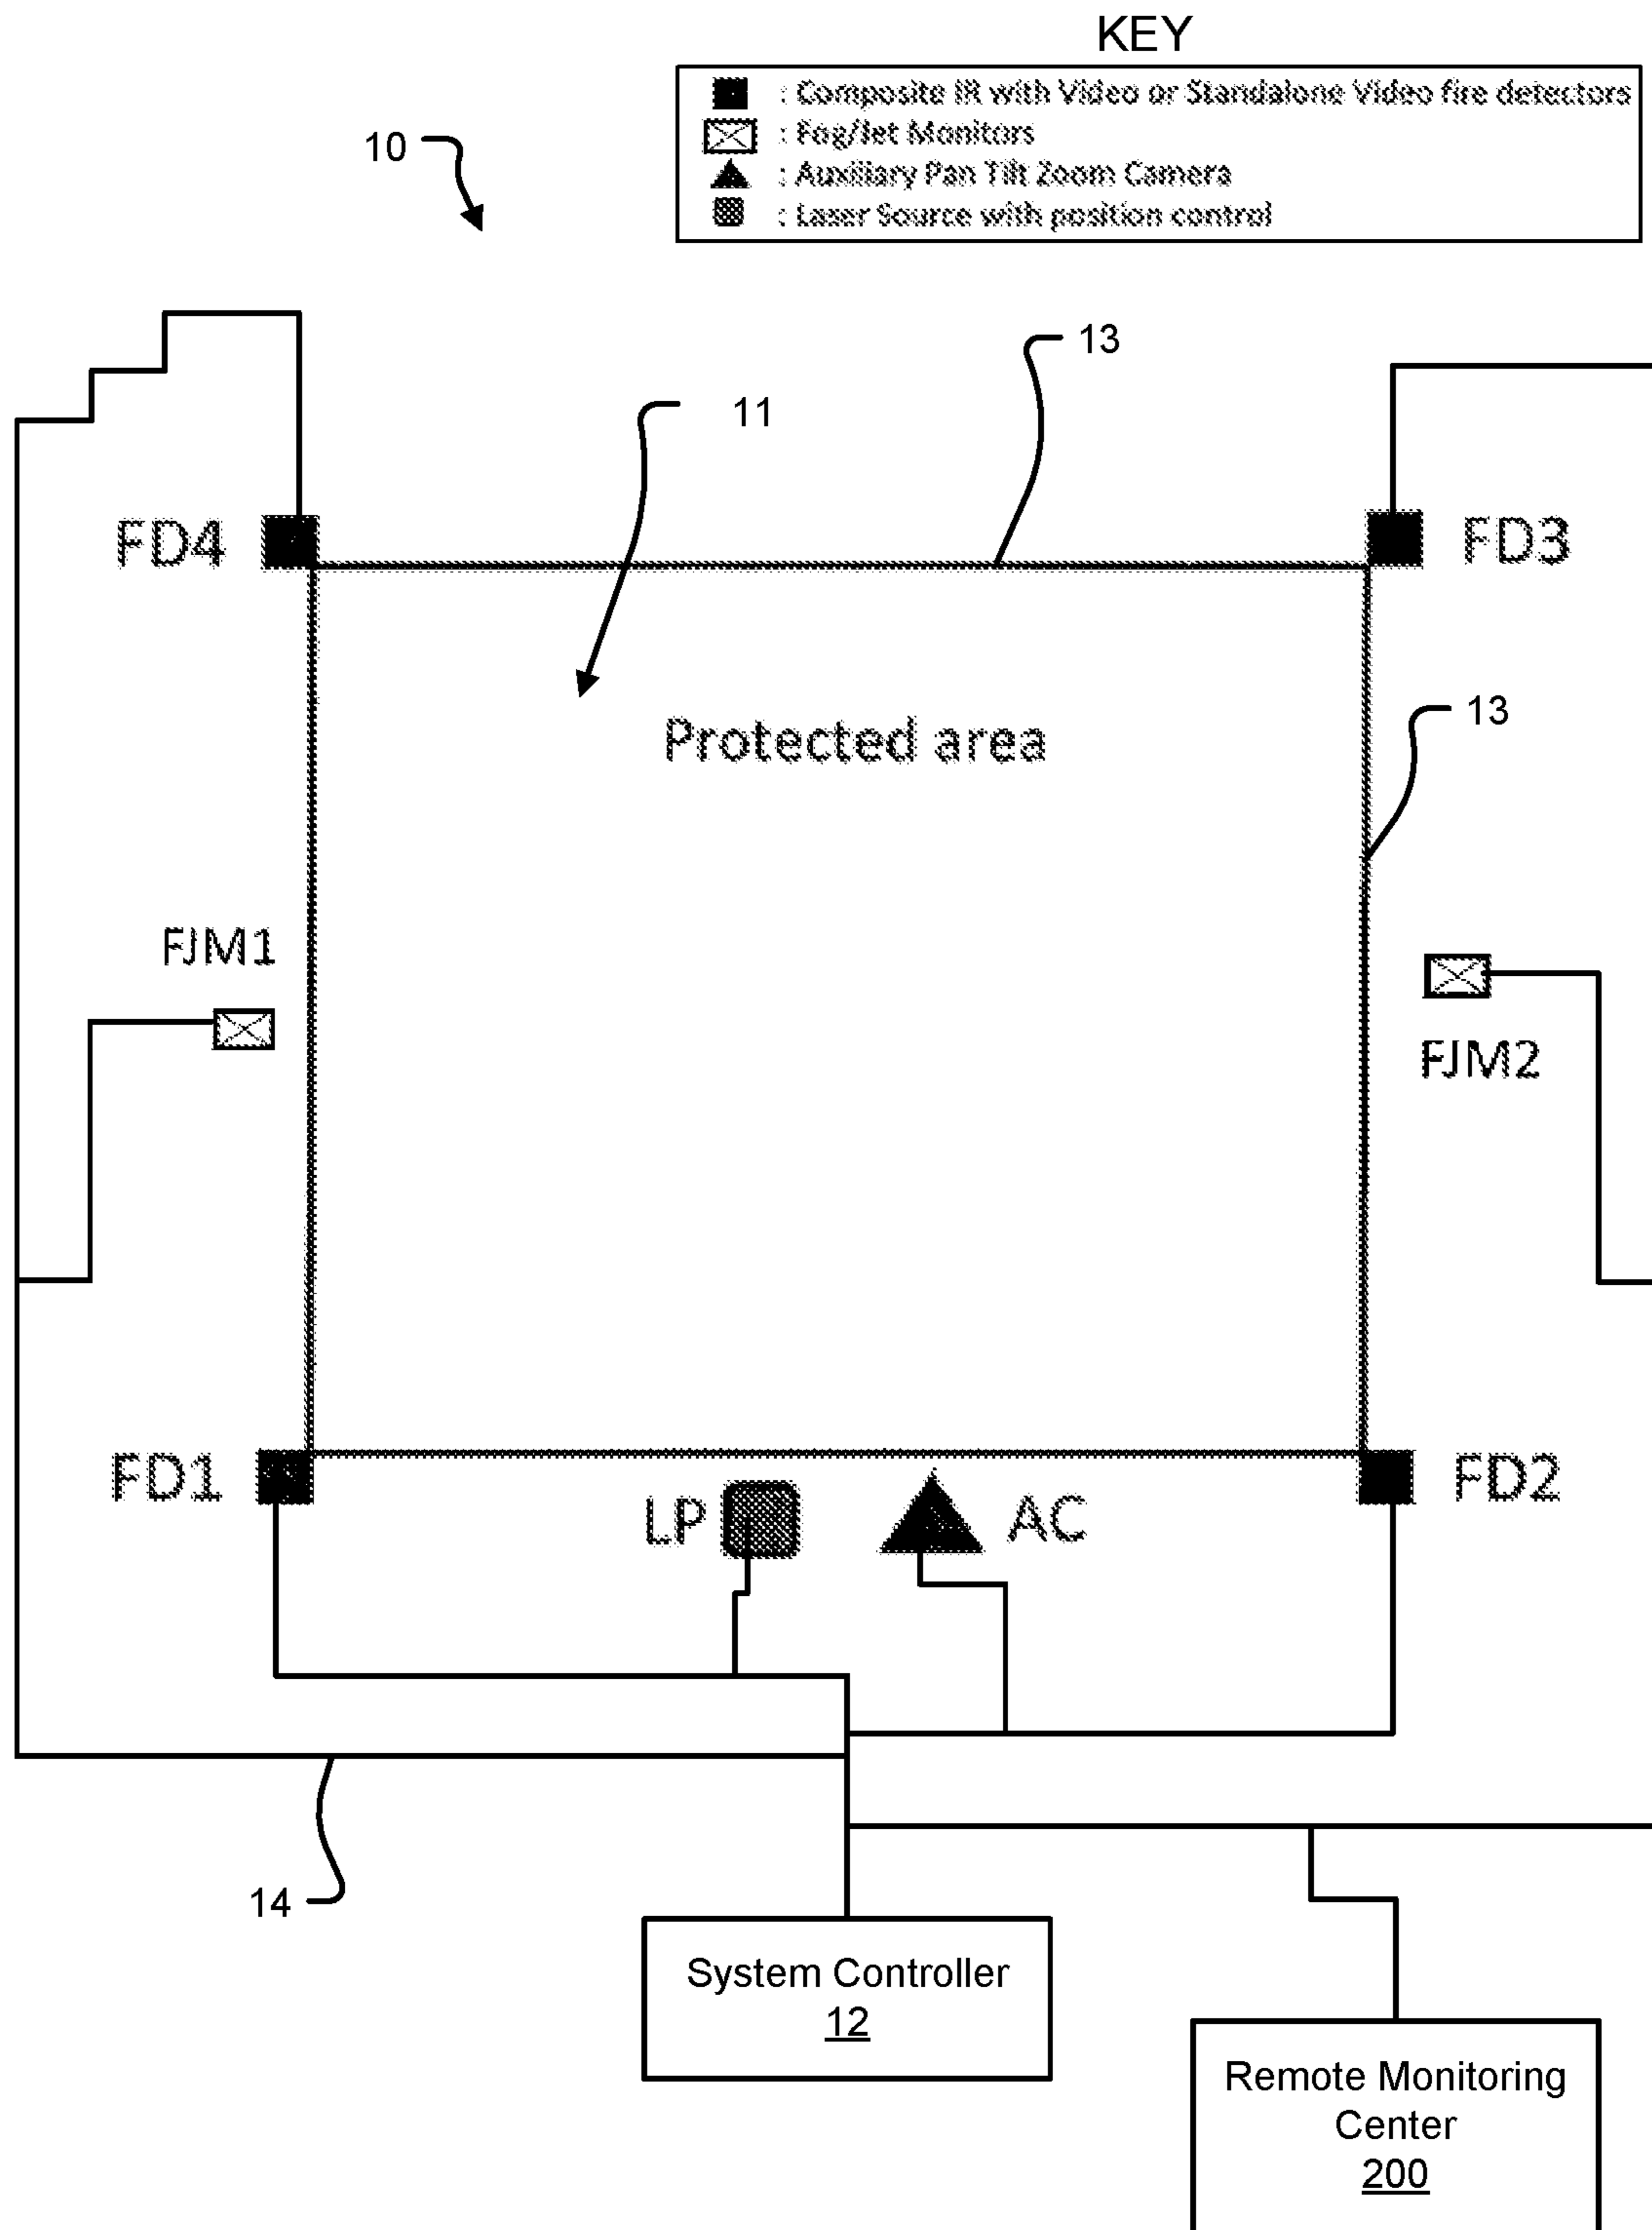 KEY
: Composite IR with Video or Standalone Video fire detectors
: Fog/Jet Monitors
: Auxiliary Pan Tilt Zoom Camera
: Laser Source with position control
10
13
11
FD4
FD3
13
Protected area
FJM1
FJM2
FD1
LP
AC
FD2
14
System Controller
12
Remote Monitoring
Center
200